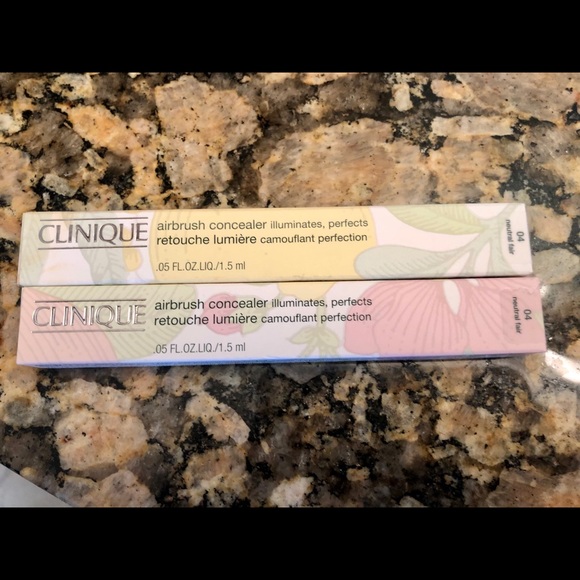 CLINIQUE
airbrush concealer illuminates, perfects
retouche lumière camouflant perfection
.05 FL.OZ.LIQ./1.5 ml
04
neutral fair
CLINIQUE
airbrush concealer illuminates, perfects
retouche lumière camouflant perfection
.05 FL.OZ.LIQ./1.5 ml
04
neutral fair